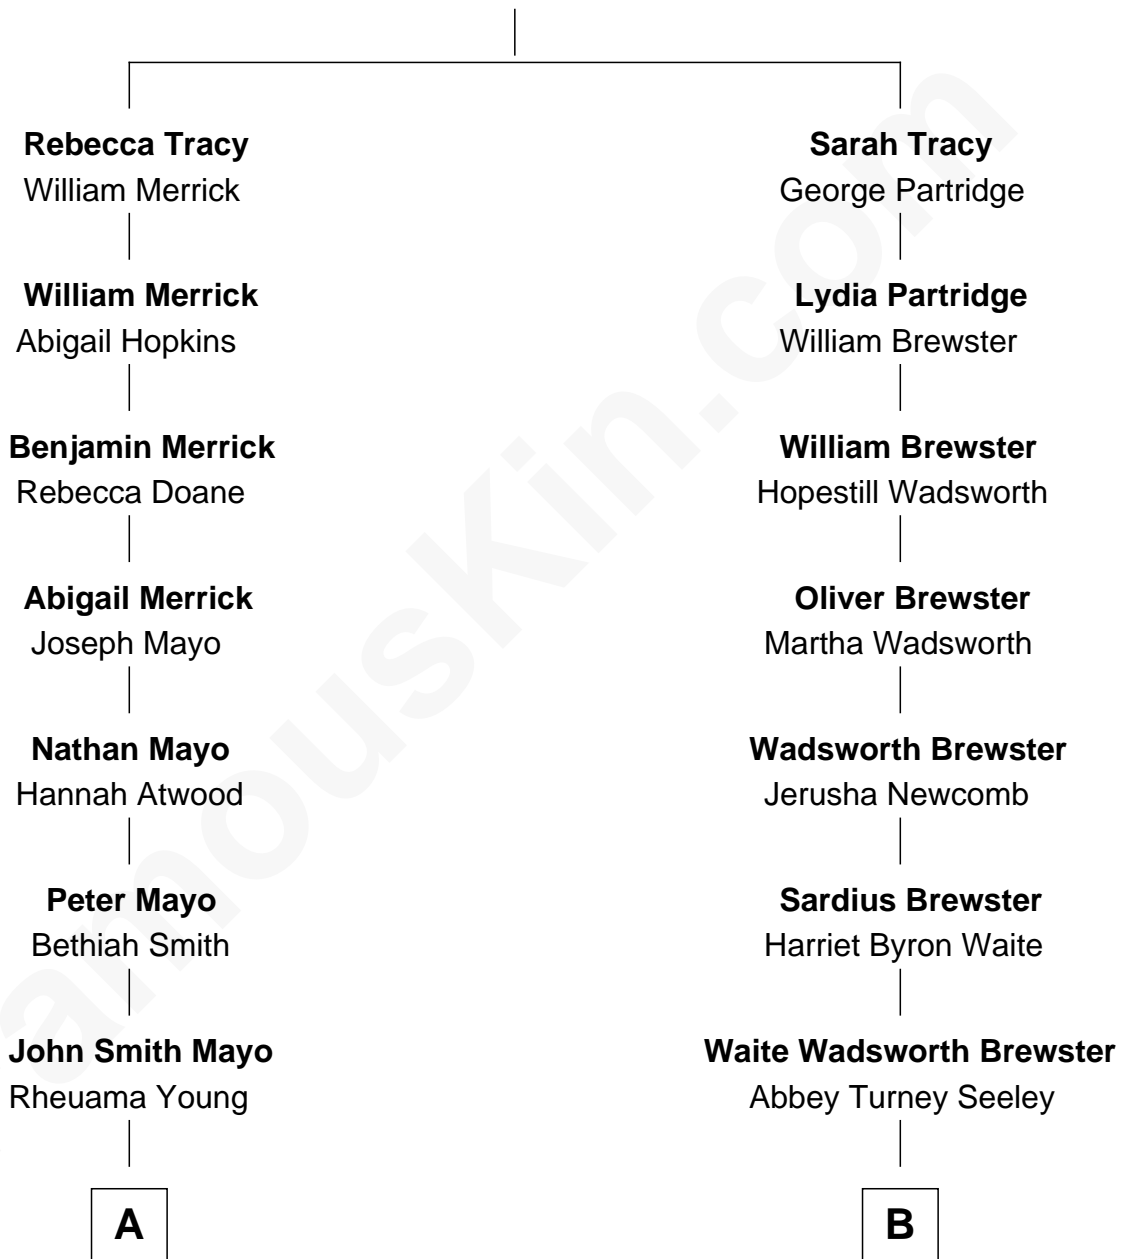 Rebecca Tracy
William Merrick
William Merrick
Abigail Hopkins
Benjamin Merrick
Rebecca Doane
Abigail Merrick
Joseph Mayo
Nathan Mayo
Hannah Atwood
Peter Mayo
Bethiah Smith
John Smith Mayo
Rheuama Young
A
Sarah Tracy
George Partridge
Lydia Partridge
William Brewster
William Brewster
Hopestill Wadsworth
Oliver Brewster
Martha Wadsworth
Wadsworth Brewster
Jerusha Newcomb
Sardius Brewster
Harriet Byron Waite
Waite Wadsworth Brewster
Abbey Turney Seeley
B
amouskin.com